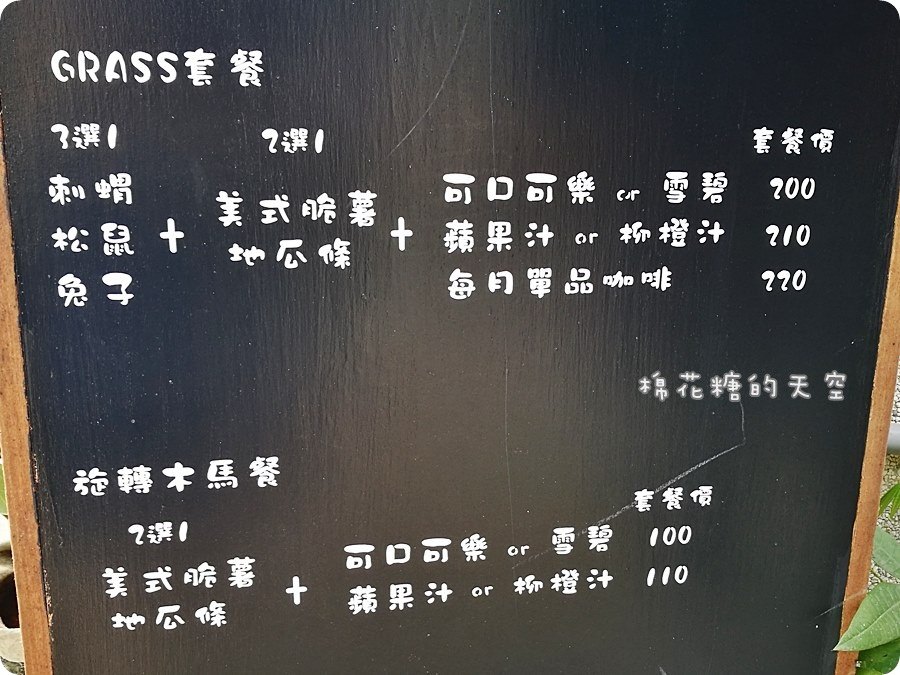 GRASS套餐
3選1 2選1 套餐價
刺蝟 可口可樂 or 雪碧 200
美式脆薯
松鼠 + + 蘋果汁 or 柳橙汁 210
地瓜條
兔子 每月單品咖啡 220
棉花糖的天空
旋轉木馬餐
套餐價
2選1
可口可樂 or 雪碧 100
美式脆薯 + 蘋果汁 or 柳橙汁 110
地瓜條